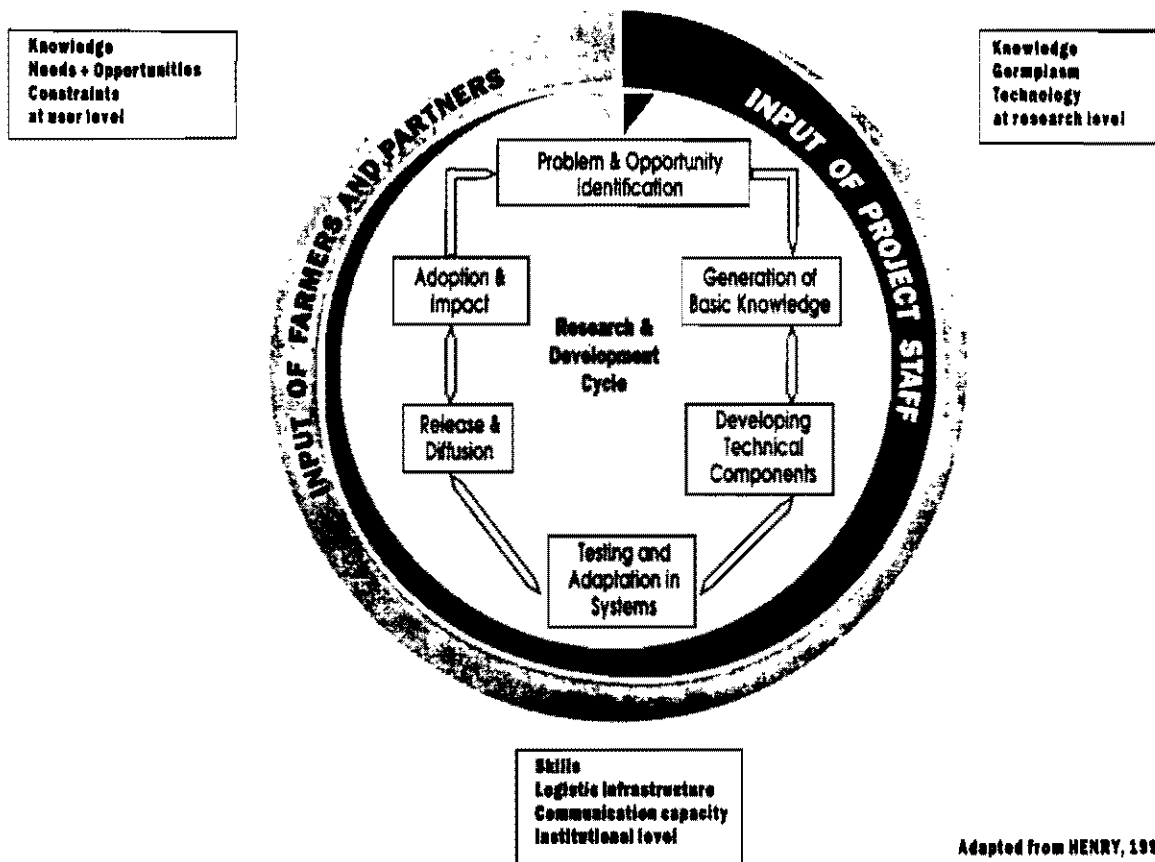 Knowledge
Needs + Opportunities
Constraints
at user level
Knowledge
Germplasm
Technology
at research level
INPUT OF FARMERS AND PARTNERS
INPUT OF PROJECT STAFF
Problem & Opportunity
Identification
Adoption &
Impact
Generation of
Basic Knowledge
Research &
Development
Cycle
Release &
Diffusion
Developing
Technical
Components
Testing and
Adaptation in
Systems
Skills
Logistic Infrastructure
Communication capacity
Institutional level
Adapted from HENRY,